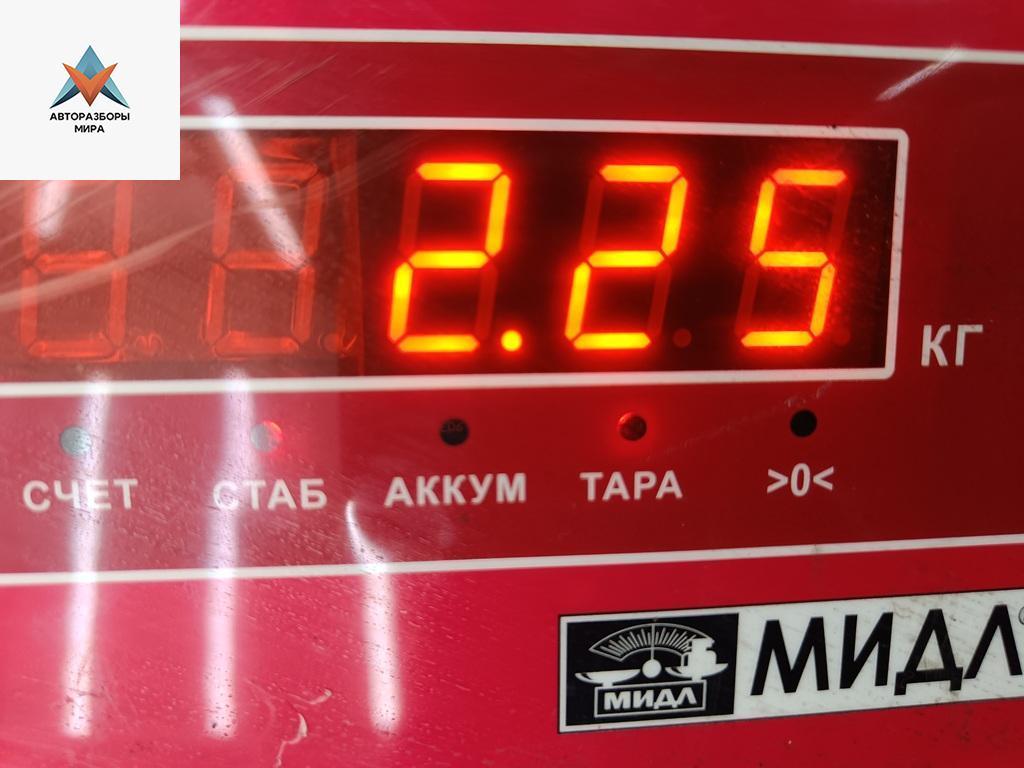 АВТОРАЗБОРЫ
МИРА
2.25
КГ
СЧЕТ СТАБ АККУМ ТАРА >0<
МИДЛ МИДЛ